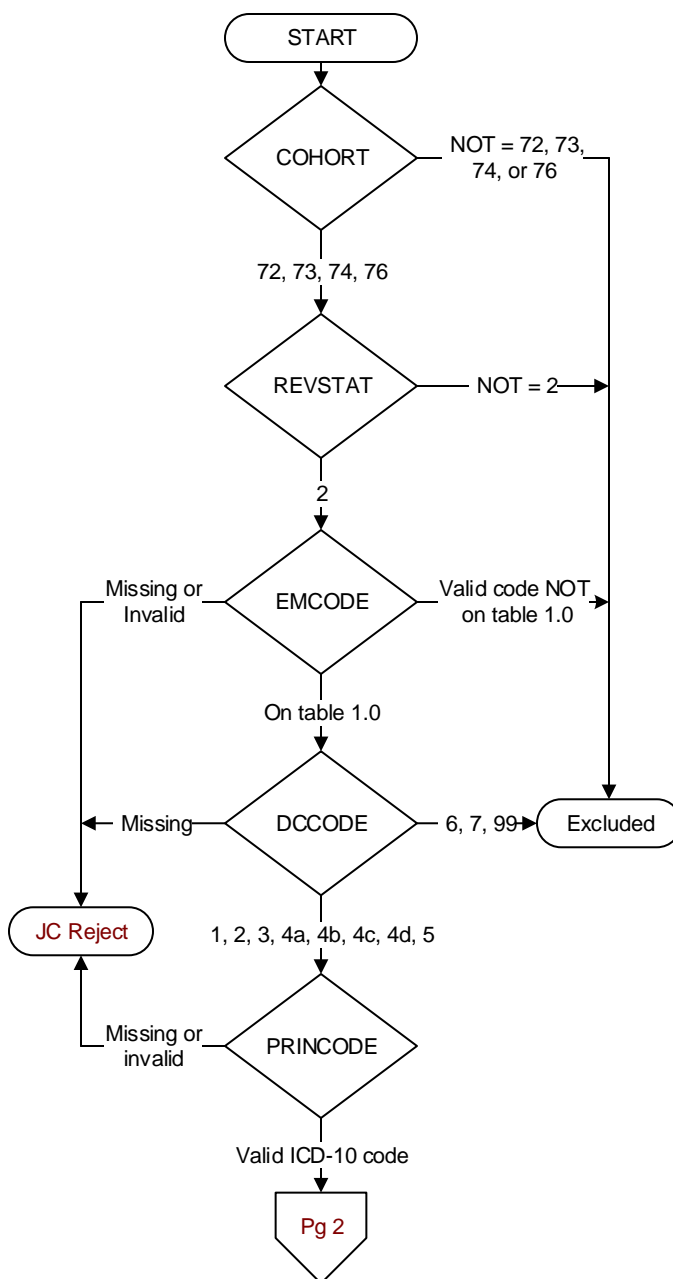 START
COHORT
NOT = 72, 73,
74, or 76
72, 73, 74, 76
REVSTAT
NOT = 2
2
Missing or
Invalid
EMCODE
Valid code NOT
on table 1.0
On table 1.0
Missing
DCCODE
6, 7, 99
Excluded
JC Reject
1, 2, 3, 4a, 4b, 4c, 4d, 5
Missing or
invalid
PRINCODE
Valid ICD-10 code
Pg 2